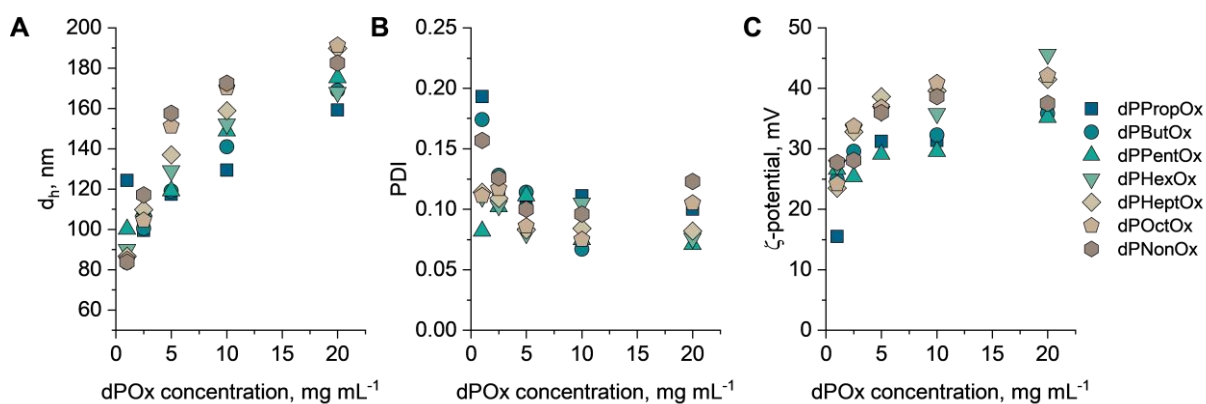 A
200
180
160
140
120
100
80
60
0
5
10
15
20
d_h, nm
dPOx concentration, mg mL⁻¹
B
0.25
0.20
0.15
0.10
0.05
0.00
0
5
10
15
20
PDI
dPOx concentration, mg mL⁻¹
C
50
40
30
20
10
0
0
5
10
15
20
ζ-potential, mV
dPOx concentration, mg mL⁻¹
dPPropOx
dPButOx
dPPentOx
dPHexOx
dPHeptOx
dPOctOx
dPNonOx